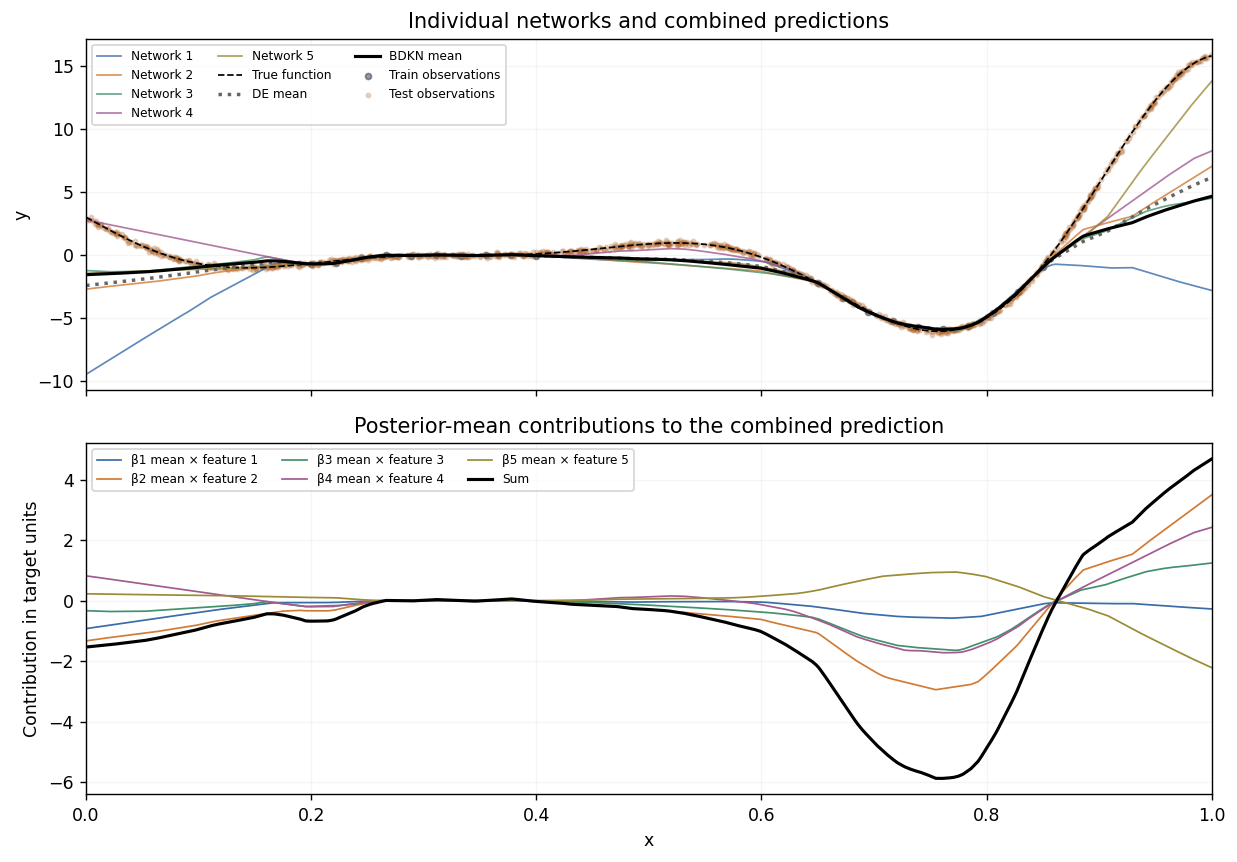 Individual networks and combined predictions
Network 1
Network 2
Network 3
Network 4
Network 5
True function
DE mean
BDKN mean
Train observations
Test observations
15
10
5
0
−5
−10
y
Posterior-mean contributions to the combined prediction
β1 mean × feature 1
β2 mean × feature 2
β3 mean × feature 3
β4 mean × feature 4
β5 mean × feature 5
Sum
4
2
0
−2
−4
−6
Contribution in target units
0.0 0.2 0.4 0.6 0.8 1.0
x